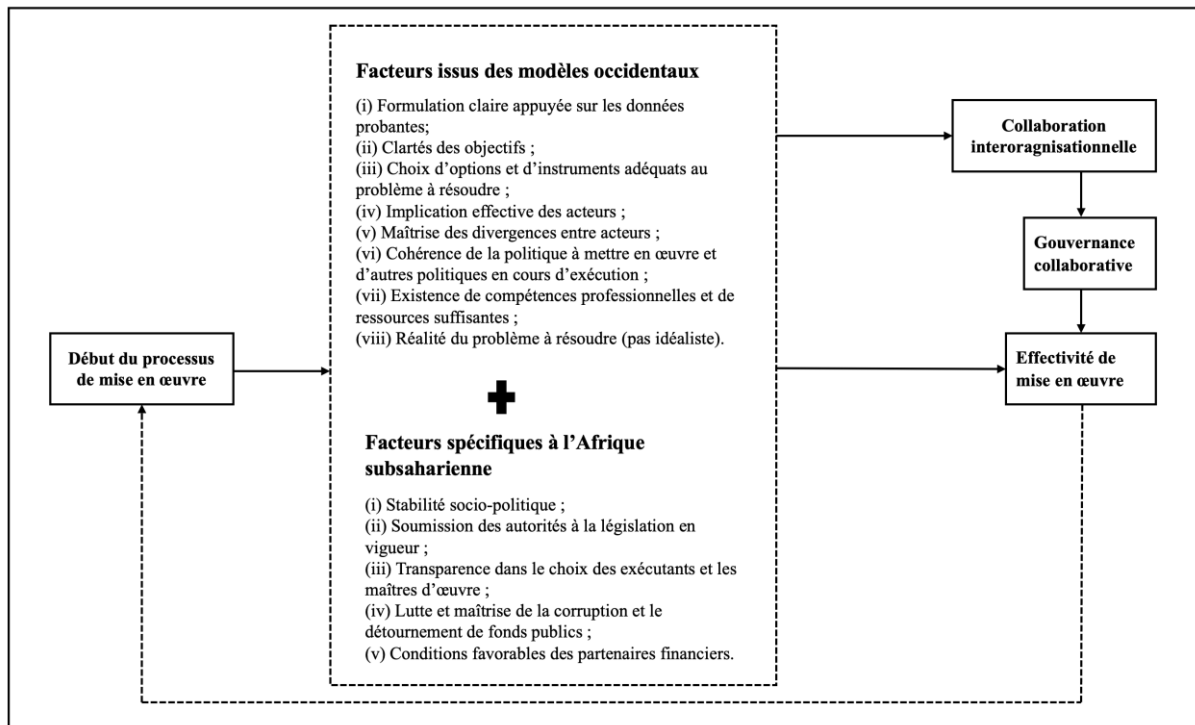 Facteurs issus des modèles occidentaux
(i) Formulation claire appuyée sur les données
probantes;
(ii) Clartés des objectifs ;
(iii) Choix d’options et d’instruments adéquats au
problème à résoudre ;
(iv) Implication effective des acteurs ;
(v) Maîtrise des divergences entre acteurs ;
(vi) Cohérence de la politique à mettre en œuvre et
d’autres politiques en cours d’exécution ;
(vii) Existence de compétences professionnelles et de
ressources suffisantes ;
(viii) Réalité du problème à résoudre (pas idéaliste).
Début du processus
de mise en œuvre
Facteurs spécifiques à l’Afrique
subsaharienne
(i) Stabilité socio-politique ;
(ii) Soumission des autorités à la législation en
vigueur ;
(iii) Transparence dans le choix des exécutants et les
maîtres d’œuvre ;
(iv) Lutte et maîtrise de la corruption et le
détournement de fonds publics ;
(v) Conditions favorables des partenaires financiers.
Collaboration
interoragnisationnelle
Gouvernance
collaborative
Effectivité de
mise en œuvre